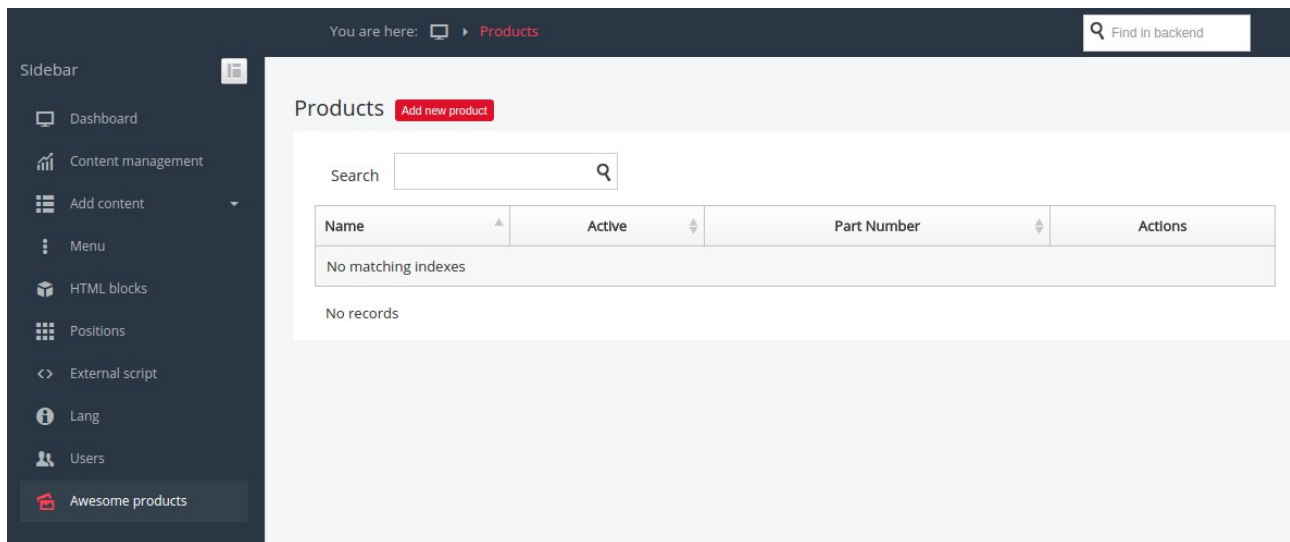 You are here: Products
Find in backend
Sidebar
Dashboard
Content management
Add content
Menu
HTML blocks
Positions
External script
Lang
Users
Awesome products
Products Add new product
Search
Name Active Part Number Actions
No matching indexes
No records